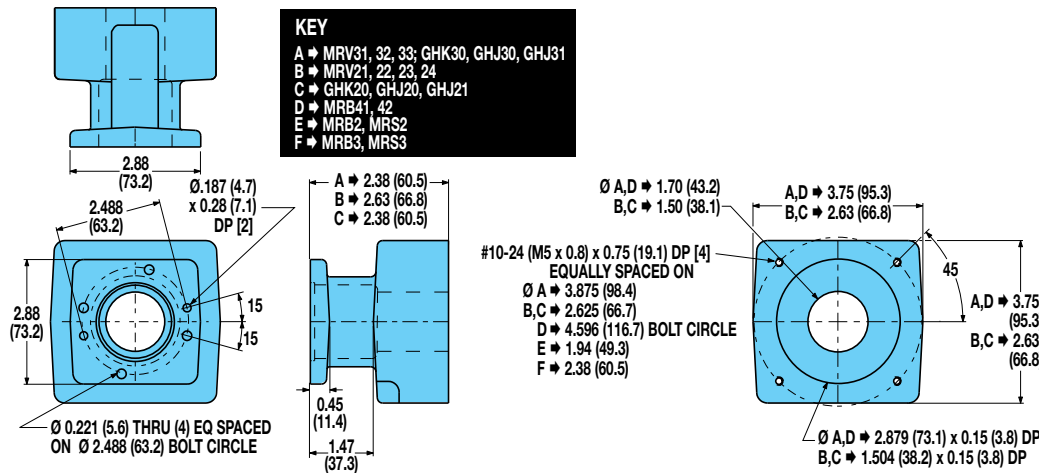 KEY
A ➧ MRV31, 32, 33; GHK30, GHJ30, GHJ31
B ➧ MRV21, 22, 23, 24
C ➧ GHK20, GHJ20, GHJ21
D ➧ MRB41, 42
E ➧ MRB2, MRS2
F ➧ MRB3, MRS3
2.88
(73.2)
Ø.187 (4.7)
x 0.28 (7.1)
DP [2]
2.488
(63.2)
2.88
(73.2)
15
15
Ø 0.221 (5.6) THRU (4) EQ SPACED
ON Ø 2.488 (63.2) BOLT CIRCLE
A ➧ 2.38 (60.5)
B ➧ 2.63 (66.8)
C ➧ 2.38 (60.5)
0.45
(11.4)
1.47
(37.3)
Ø A,D ➧ 1.70 (43.2)
B,C ➧ 1.50 (38.1)
A,D ➧ 3.75 (95.3)
B,C ➧ 2.63 (66.8)
#10-24 (M5 x 0.8) x 0.75 (19.1) DP [4]
EQUALLY SPACED ON
Ø A ➧ 3.875 (98.4)
B,C ➧ 2.625 (66.7)
D ➧ 4.596 (116.7) BOLT CIRCLE
E ➧ 1.94 (49.3)
F ➧ 2.38 (60.5)
45
A,D ➧ 3.75
(95.3)
B,C ➧ 2.63
(66.8
Ø A,D ➧ 2.879 (73.1) x 0.15 (3.8) DP
B,C ➧ 1.504 (38.2) x 0.15 (3.8) DP